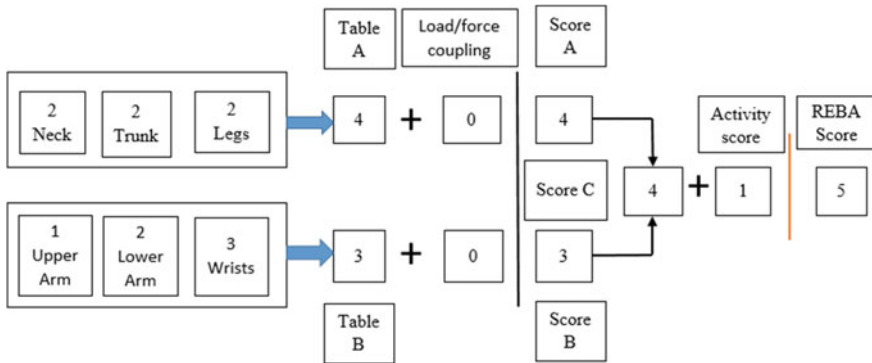 Table
A
Load/force
coupling
Score
A
2
Neck
2
Trunk
2
Legs
4
+
0
4
Activity
score
REBA
Score
Score C
4
+
1
5
1
Upper
Arm
2
Lower
Arm
3
Wrists
3
+
0
3
Table
B
Score
B